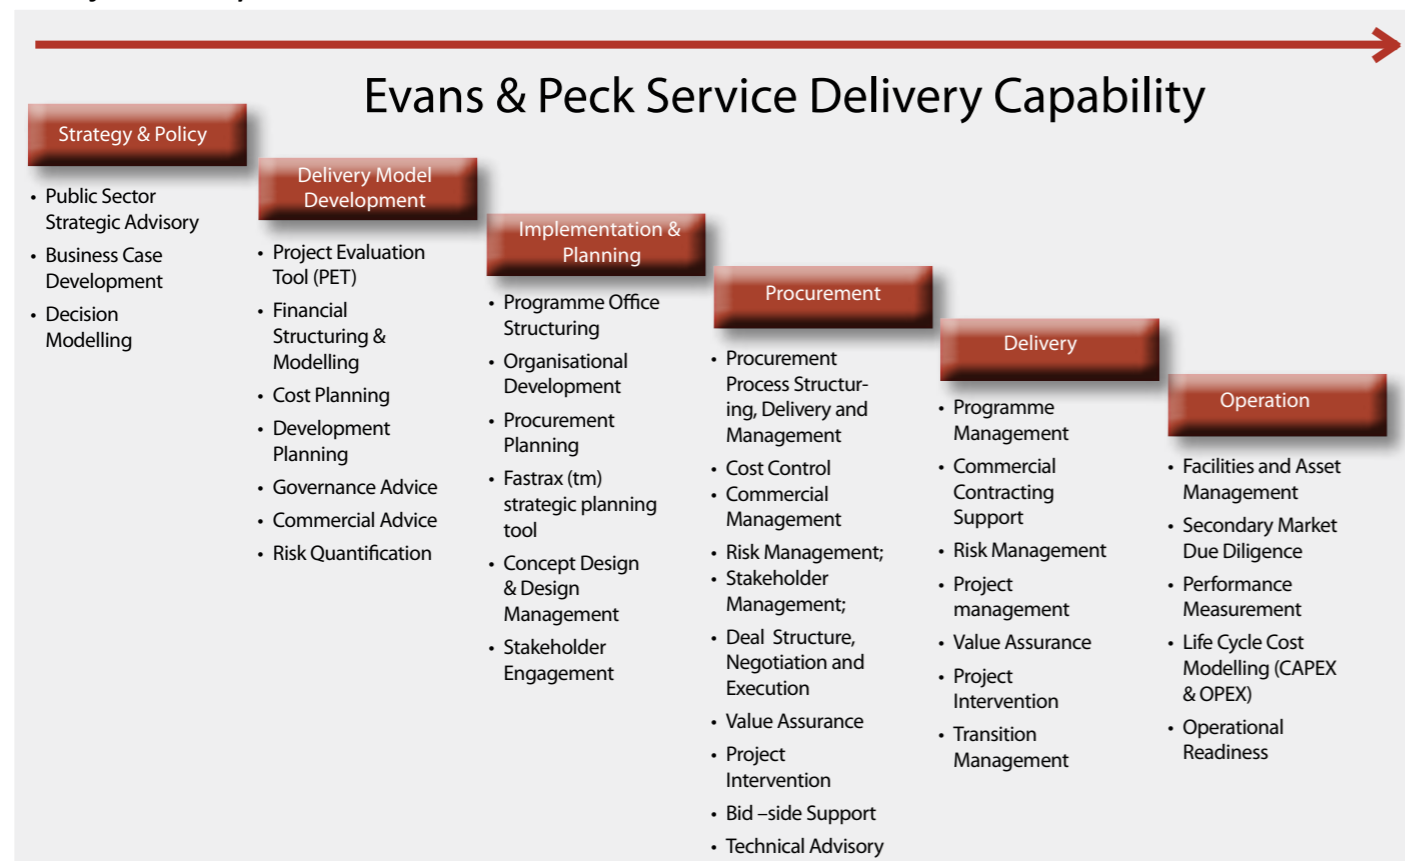 Evans & Peck Service Delivery Capability
Strategy & Policy
• Public Sector
Strategic Advisory
• Business Case
Development
• Decision
Modelling
Delivery Model
Development
• Project Evaluation
Tool (PET)
• Financial
Structuring &
Modelling
• Cost Planning
• Development
Planning
• Governance Advice
• Commercial Advice
• Risk Quantification
Implementation &
Planning
• Programme Office
Structuring
• Organisational
Development
• Procurement
Planning
• Fastrax (tm)
strategic planning
tool
• Concept Design
& Design
Management
• Stakeholder
Engagement
Procurement
• Procurement
Process Structur-
ing, Delivery and
Management
• Cost Control
• Commercial
Management
• Risk Management;
• Stakeholder
Management;
• Deal Structure,
Negotiation and
Execution
• Value Assurance
• Project
Intervention
• Bid –side Support
• Technical Advisory
Delivery
• Programme
Management
• Commercial
Contracting
Support
• Risk Management
• Project
management
• Value Assurance
• Project
Intervention
• Transition
Management
Operation
• Facilities and Asset
Management
• Secondary Market
Due Diligence
• Performance
Measurement
• Life Cycle Cost
Modelling (CAPEX
& OPEX)
• Operational
Readiness